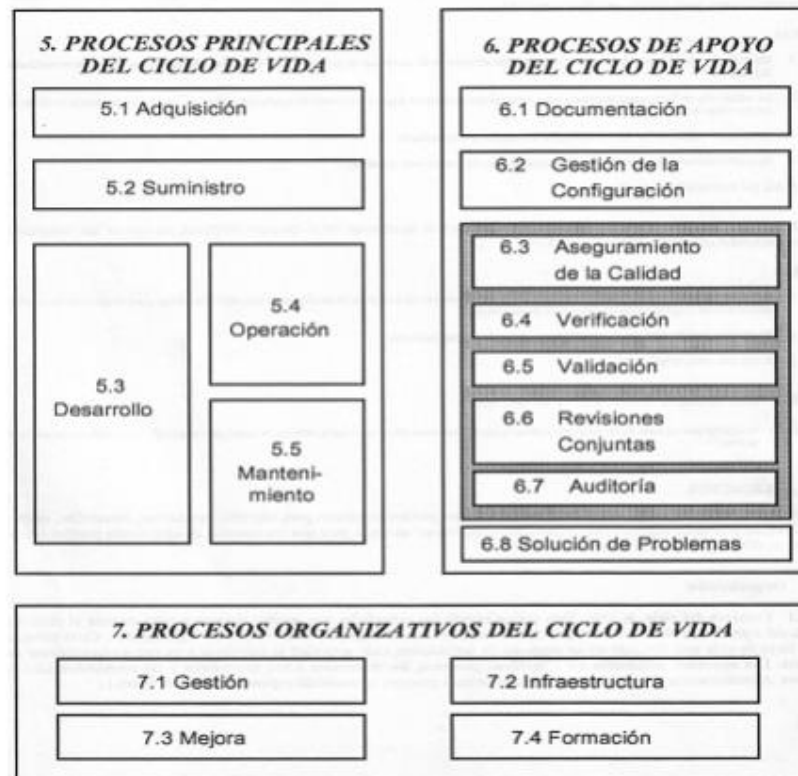 5. PROCESOS PRINCIPALES
DEL CICLO DE VIDA
5.1 Adquisición
5.2 Suministro
5.3
Desarrollo
5.4
Operación
5.5
Manteni-
miento
6. PROCESOS DE APOYO
DEL CICLO DE VIDA
6.1 Documentación
6.2 Gestión de la
Configuración
6.3 Aseguramiento
de la Calidad
6.4 Verificación
6.5 Validación
6.6 Revisiones
Conjuntas
6.7 Auditoría
6.8 Solución de Problemas
7. PROCESOS ORGANIZATIVOS DEL CICLO DE VIDA
7.1 Gestión
7.2 Infraestructura
7.3 Mejora
7.4 Formación